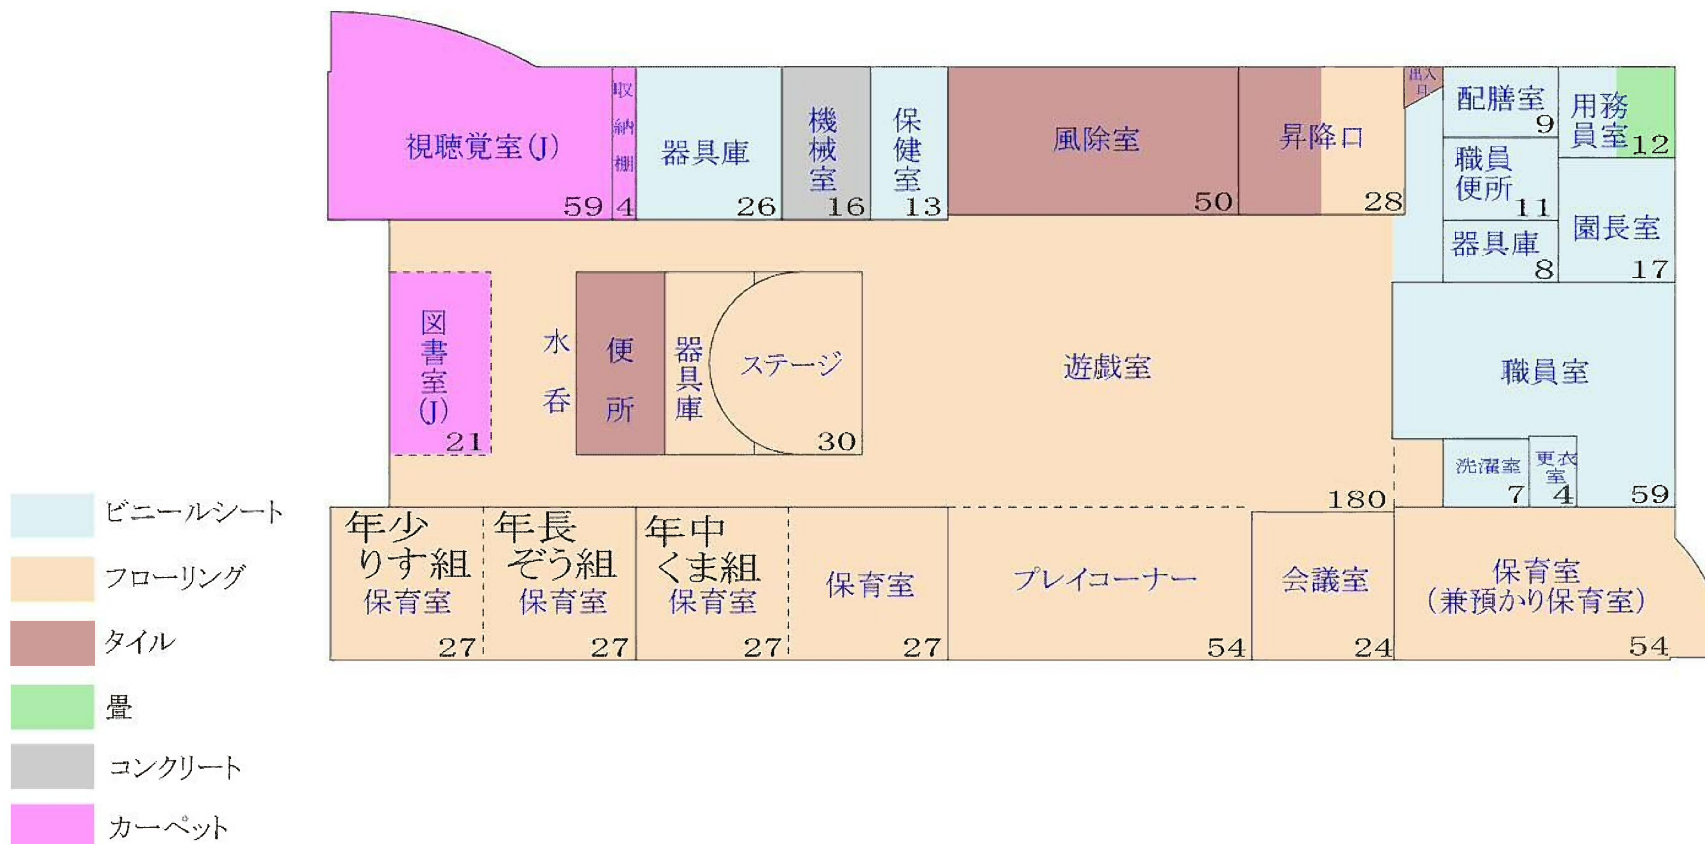 視聴覚室(J)
59
収納棚
4
器具庫
26
機械室
16
保健室
13
風除室
50
昇降口
28
出入口
配膳室
9
用務
員室
12
職員
便所
11
器具庫
8
園長室
17
図書室(J)
21
水呑
便所
器具庫
ステージ
30
遊戯室
180
職員室
59
洗濯室
7
更衣
室
4
年少
りす組
保育室
27
年長
ぞう組
保育室
27
年中
くま組
保育室
27
保育室
27
プレイコーナー
54
会議室
24
保育室
(兼預かり保育室)
54
ビニールシート
フローリング
タイル
畳
コンクリート
カーペット